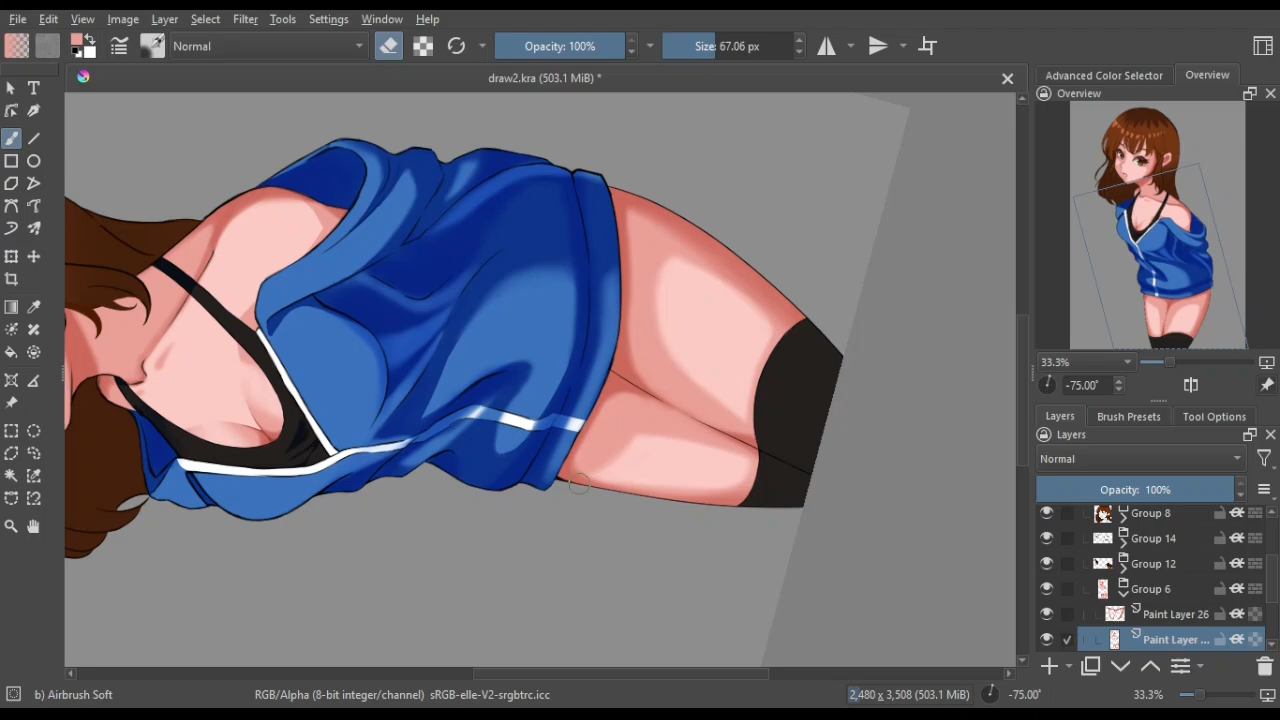 File Edit View Image Layer Select Filter Tools Settings Window Help
Normal Opacity: 100% Size: 67.06 px
draw2.kra (503.1 MiB) *
Advanced Color Selector Overview
Overview
33.3%
-75.00°
Layers Brush Presets Tool Options
Layers
Normal
Opacity: 100%
Group 8
Group 14
Group 12
Group 6
Paint Layer 26
Paint Layer ...
b) Airbrush Soft RGB/Alpha (8-bit integer/channel) sRGB-elle-V2-srgbtrc.icc 2,480 x 3,508 (503.1 MiB) -75.00° 33.3%